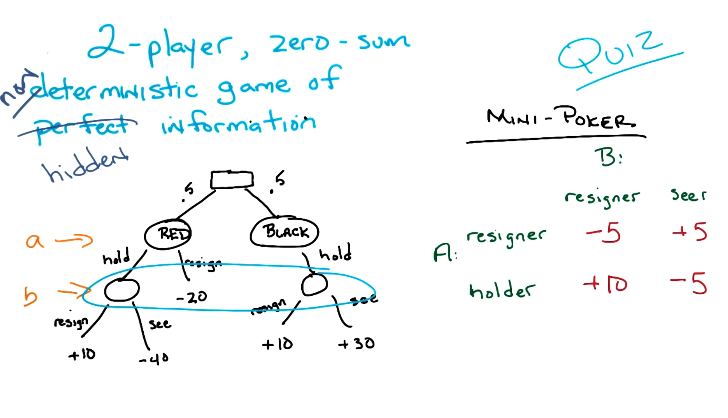 2-player, zero-sum
non
deterministic game of
perfect information
hidden
QUIZ
MINI-POKER
B:
resigner seer
A: resigner -5 +5
holder +10 -5
.5 .5
a → RED BLACK
hold resign hold
b → -20
resign see resign see
+10 -40 +10 +30